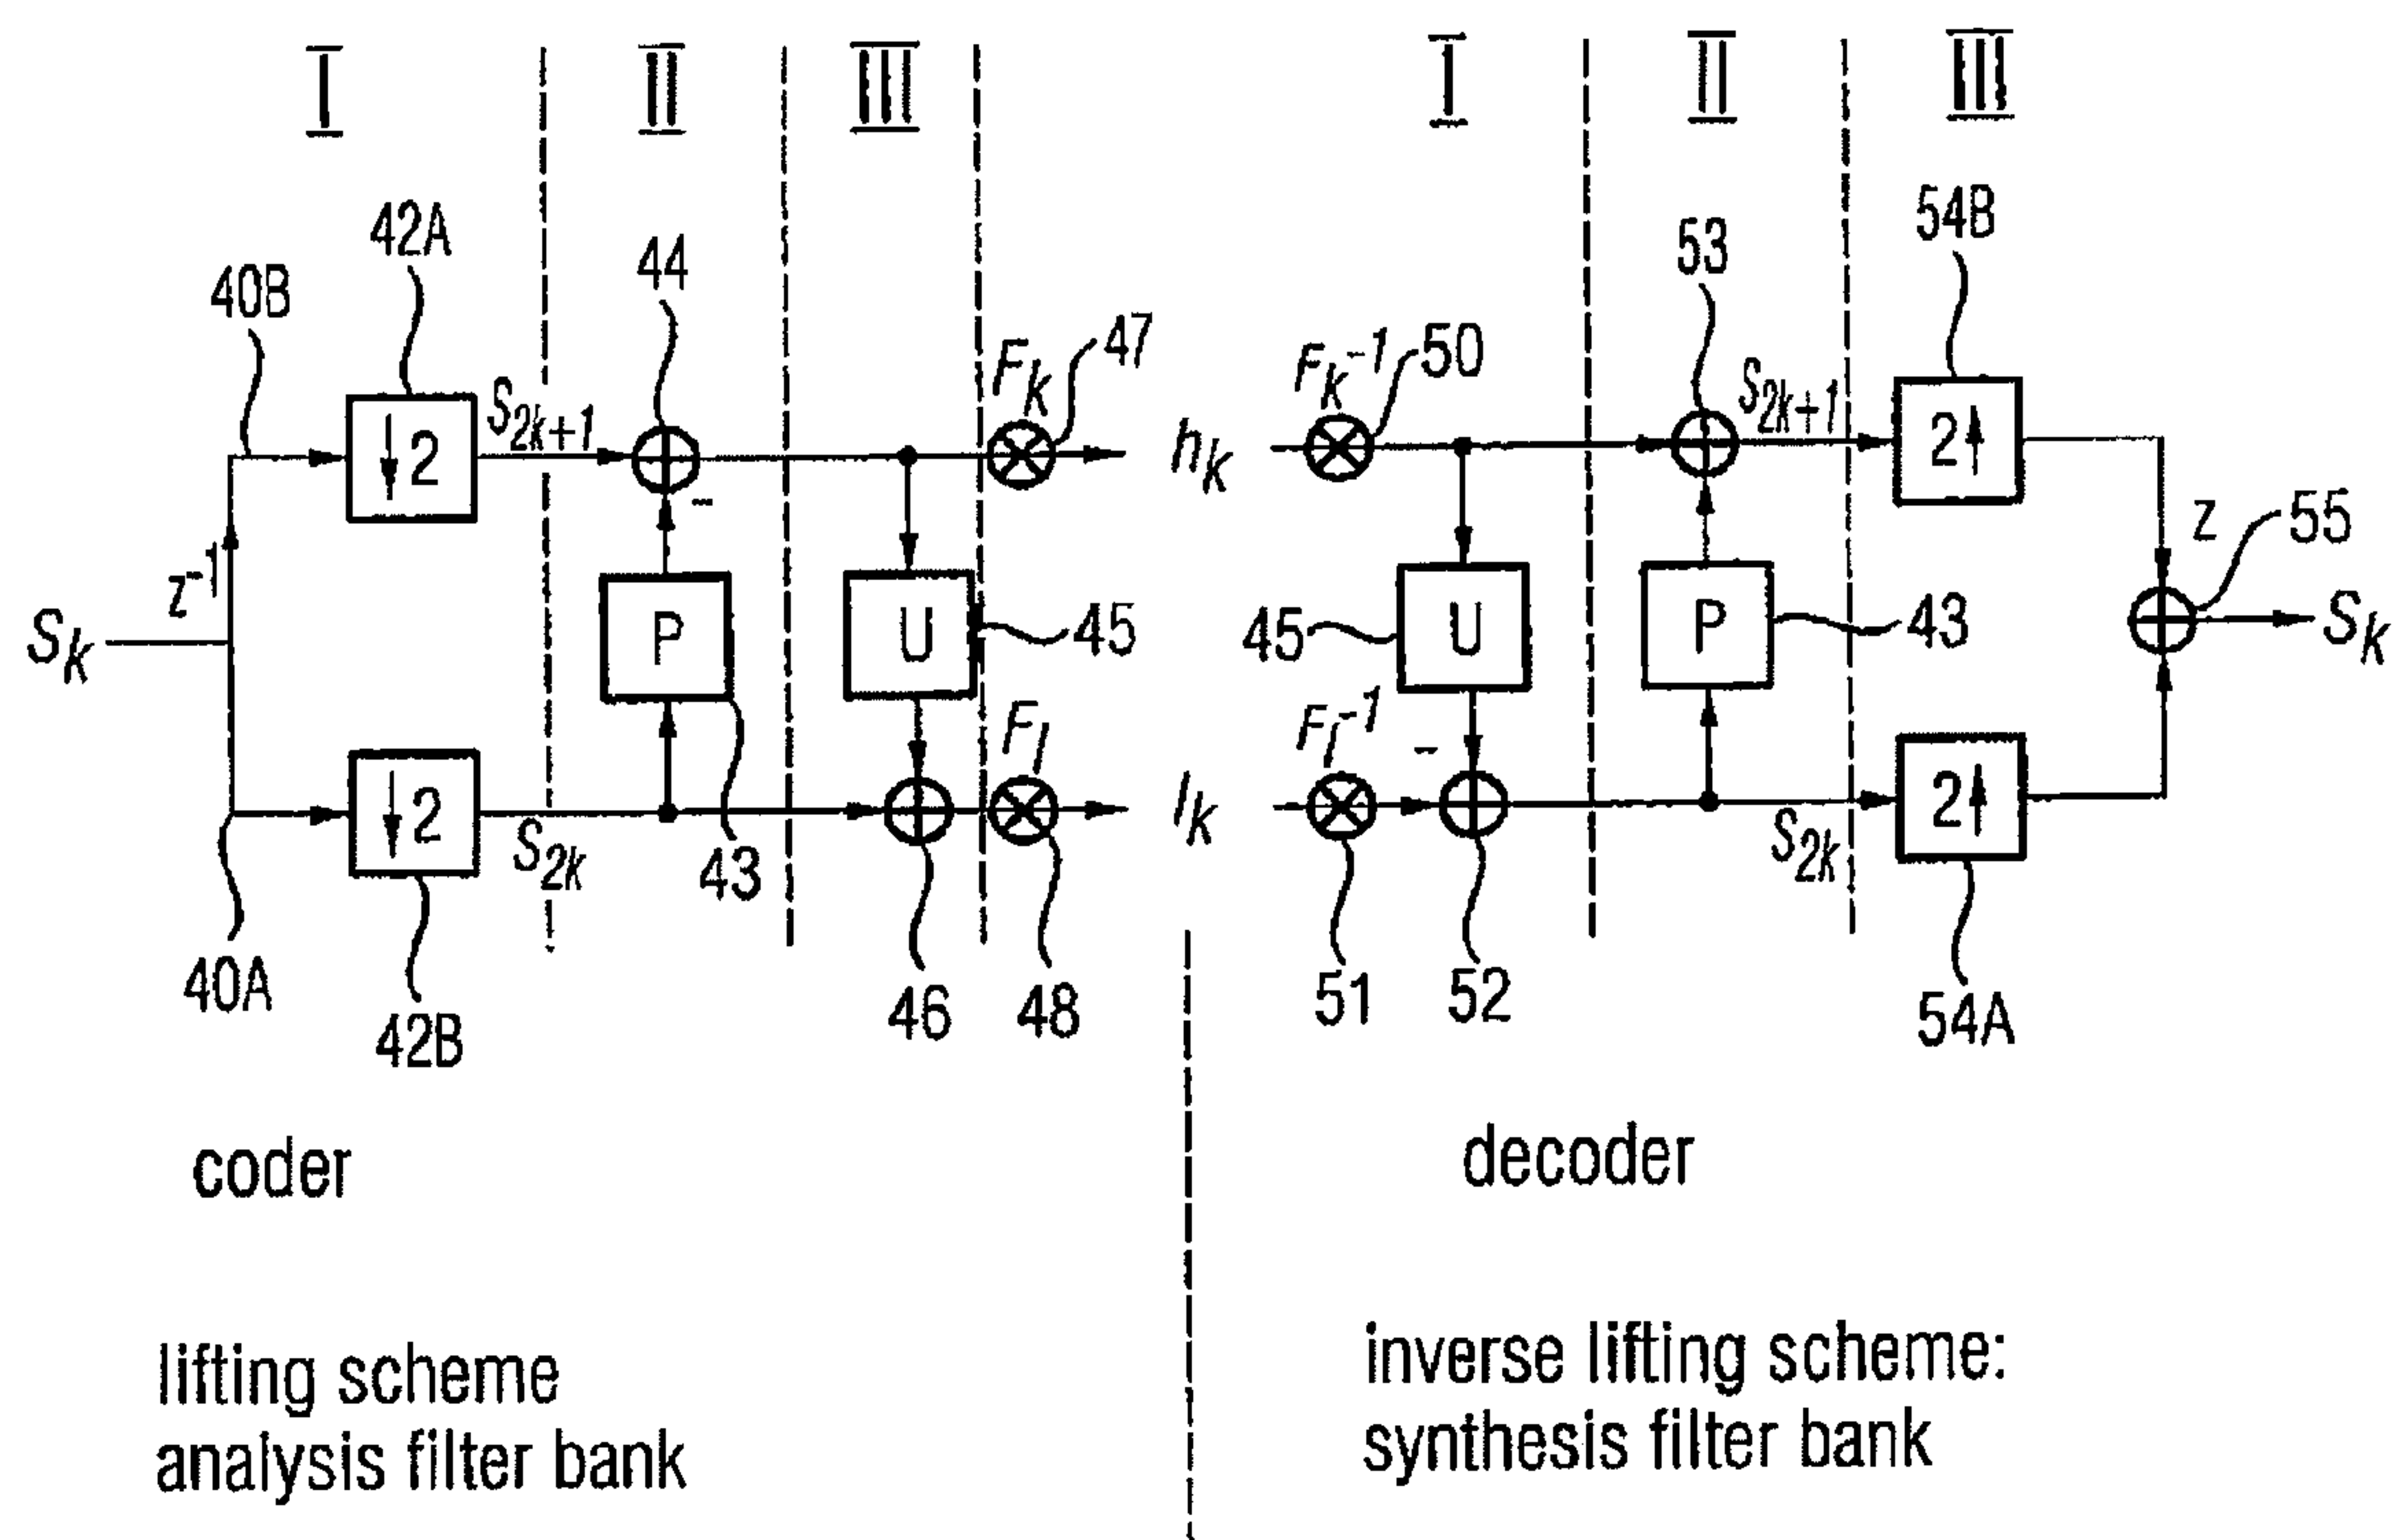 I II III I II III
42A 44 53 54B
40B
F_k 47 F_k^-1 50
S_2k+1 S_2k+1
↓2 2↑
h_k
-
z z^-1 55
P U 45 45 U P 43
S_k S_k
F_l F_l^-1 -
↓2 2↑
S_2k 43 l_k S_2k
40A 42B 46 48 51 52 54A
coder decoder
lifting scheme
analysis filter bank
inverse lifting scheme:
synthesis filter bank